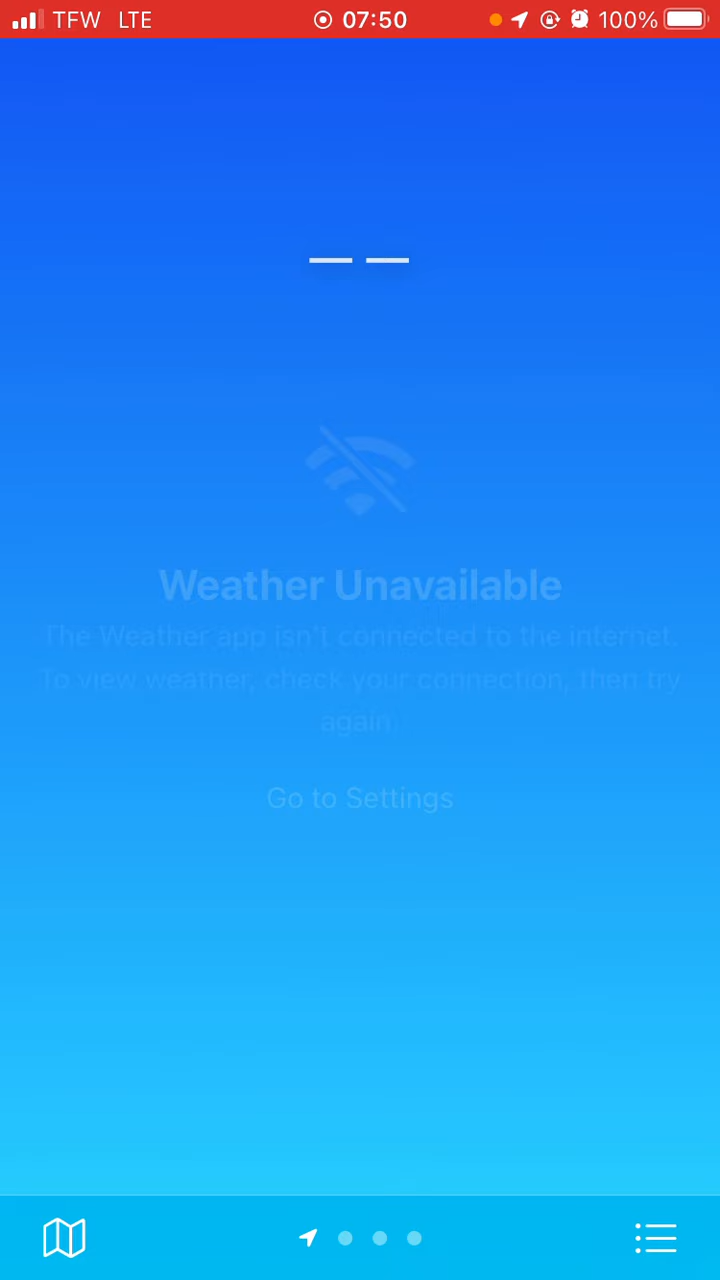 TFW LTE 07:50 100%
— —
Weather Unavailable
The Weather app isn't connected to the internet.
To view weather, check your connection, then try
again.
Go to Settings